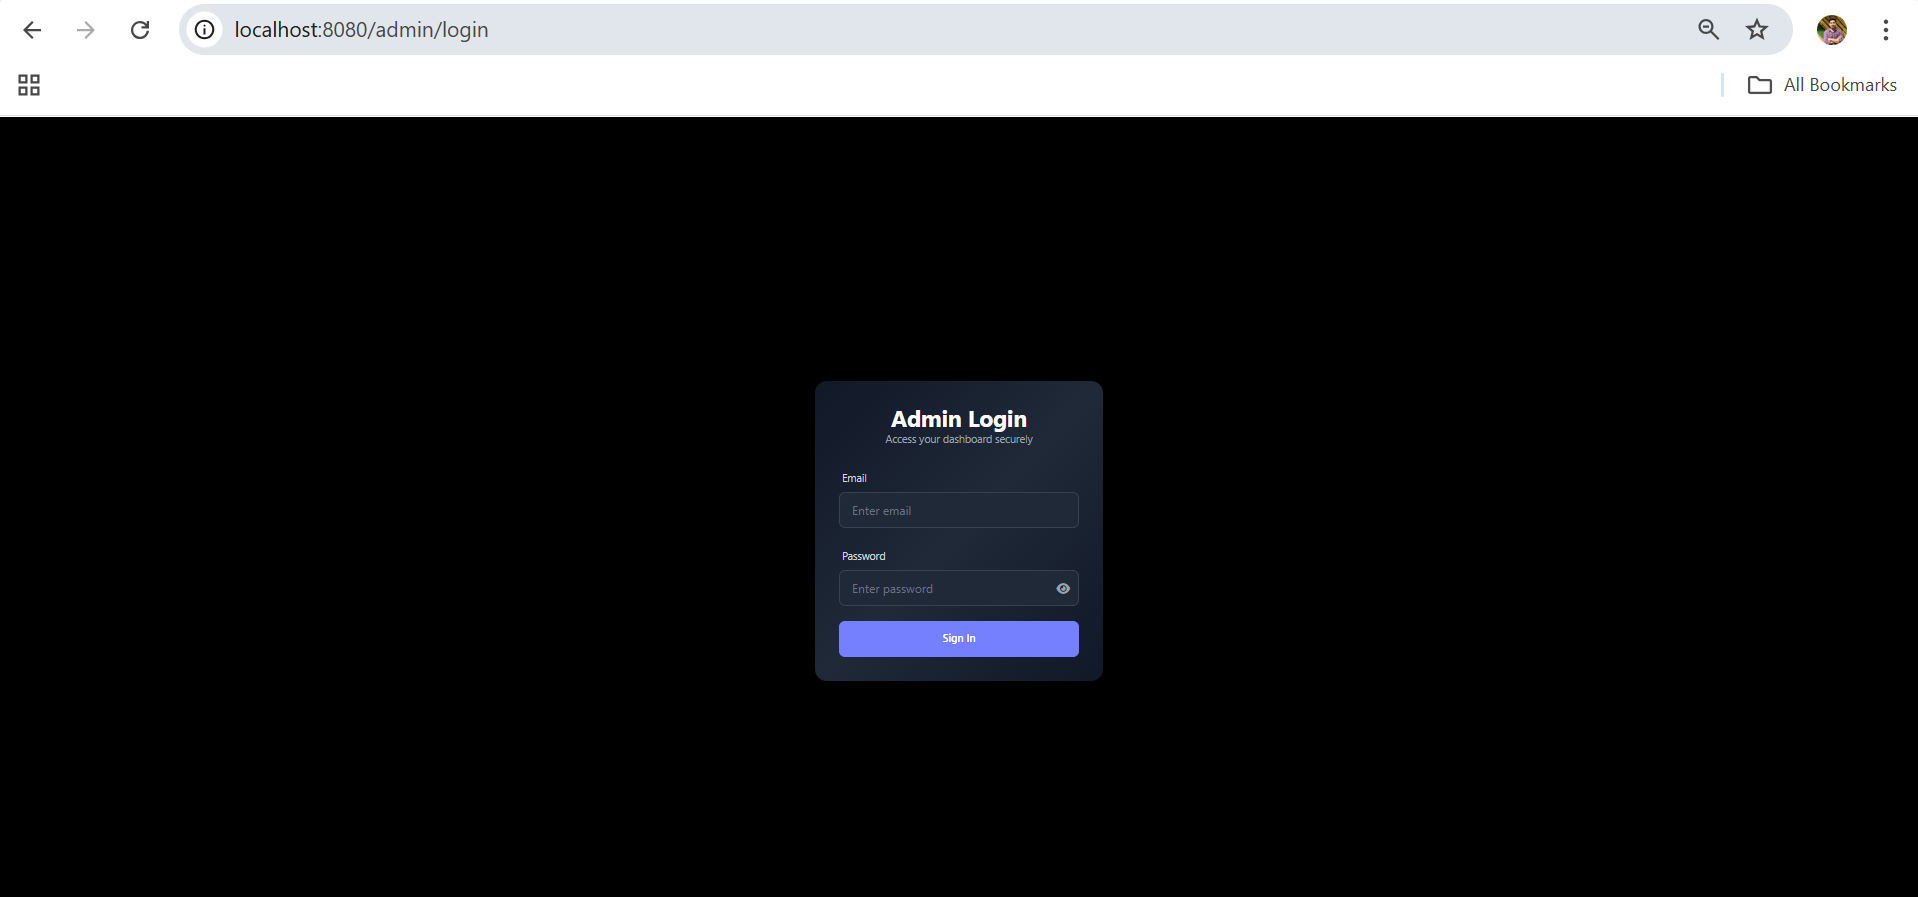 localhost:8080/admin/login
All Bookmarks
Admin Login
Access your dashboard securely
Email
Enter email
Password
Enter password
Sign In